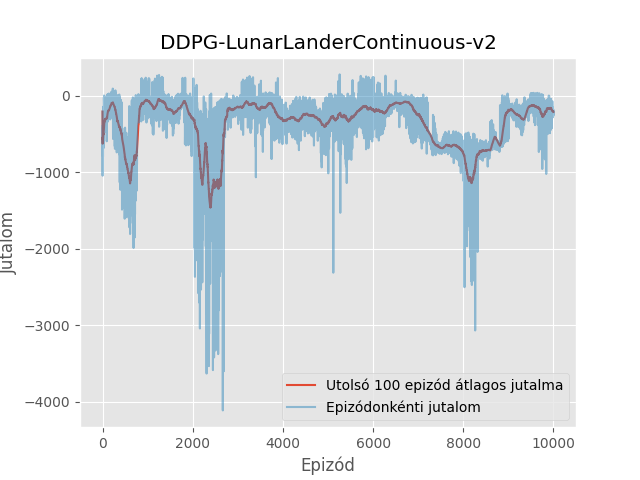 DDPG-LunarLanderContinuous-v2
Jutalom
0
−1000
−2000
−3000
−4000
Utolsó 100 epizód átlagos jutalma
Epizódonkénti jutalom
0 2000 4000 6000 8000 10000
Epizód